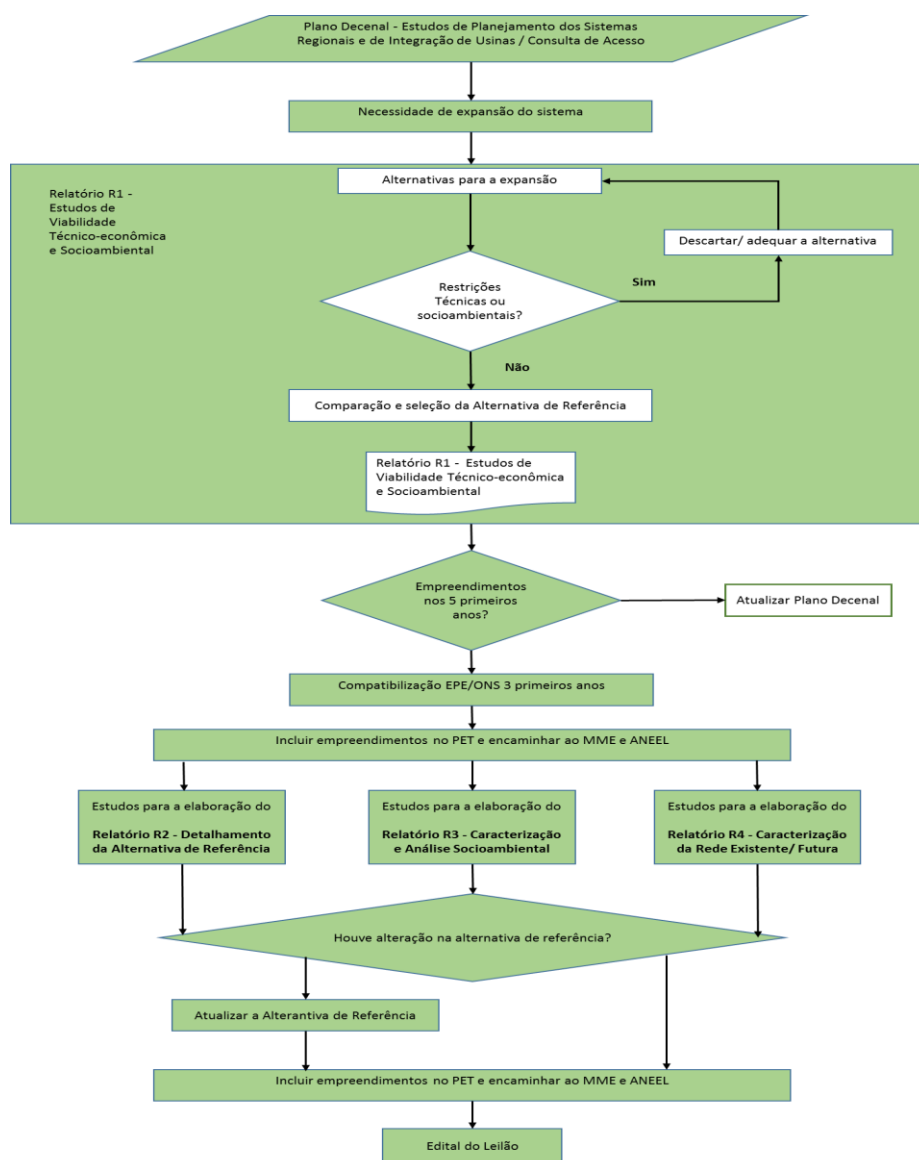 Plano Decenal - Estudos de Planejamento dos Sistemas
Regionais e de Integração de Usinas / Consulta de Acesso
Necessidade de expansão do sistema
Relatório R1 -
Estudos de
Viabilidade
Técnico-econômica
e Socioambiental
Alternativas para a expansão
Descartar/ adequar a alternativa
Restrições
Técnicas ou
socioambientais?
Sim
Não
Comparação e seleção da Alternativa de Referência
Relatório R1 - Estudos de
Viabilidade Técnico-econômica
e Socioambiental
Empreendimentos
nos 5 primeiros
anos?
Atualizar Plano Decenal
Compatibilização EPE/ONS 3 primeiros anos
Incluir empreendimentos no PET e encaminhar ao MME e ANEEL
Estudos para a elaboração do
Relatório R2 - Detalhamento
da Alternativa de Referência
Estudos para a elaboração do
Relatório R3 - Caracterização
e Análise Socioambiental
Estudos para a elaboração do
Relatório R4 - Caracterização
da Rede Existente/ Futura
Houve alteração na alternativa de referência?
Atualizar a Alterantiva de Referência
Incluir empreendimentos no PET e encaminhar ao MME e ANEEL
Edital do Leilão